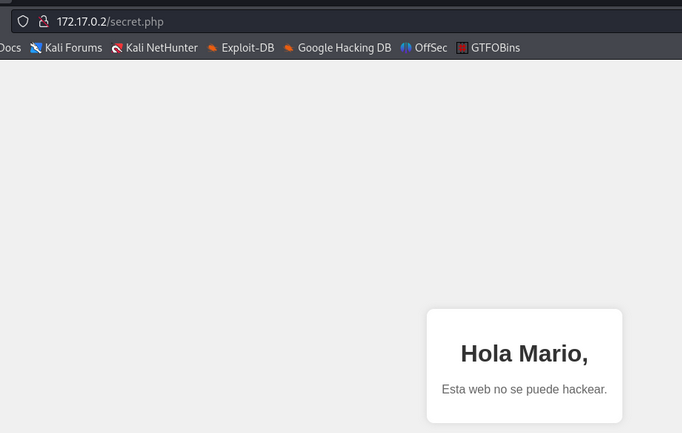 172.17.0.2/secret.php
Docs Kali Forums Kali NetHunter Exploit-DB Google Hacking DB OffSec GTFOBins
Hola Mario,
Esta web no se puede hackear.